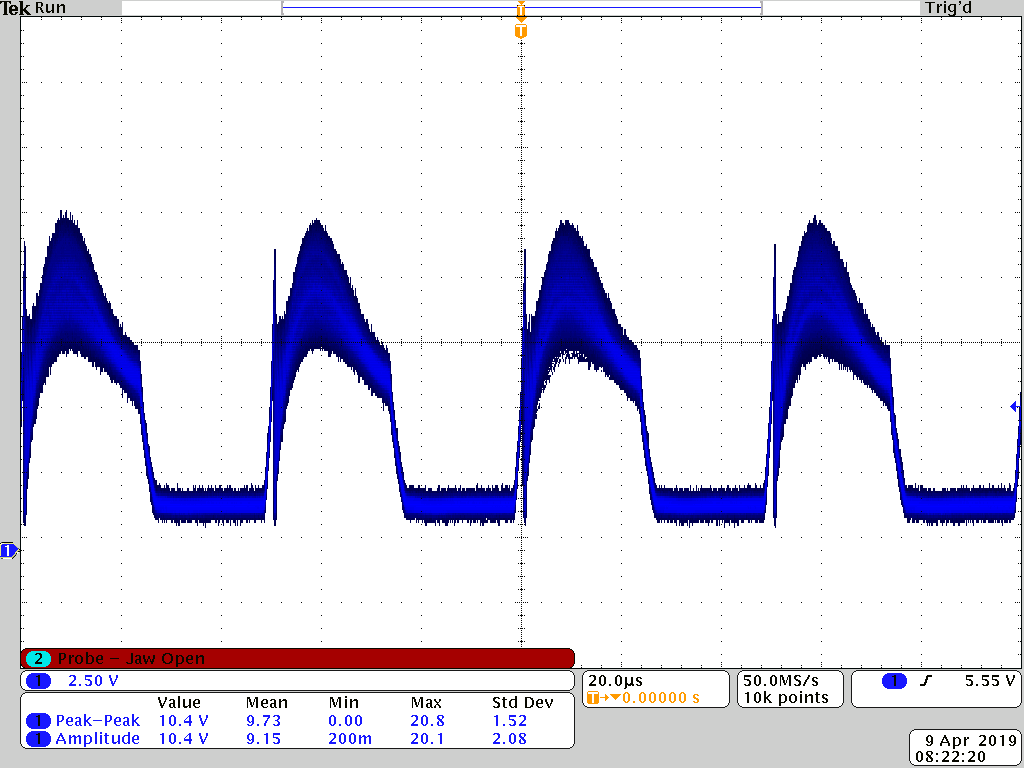 Tek Run Trig'd
T
T
1
2 Probe – Jaw Open
1 2.50 V
20.0µs
T→▼0.00000 s
50.0MS/s
10k points
1 5.55 V
Value Mean Min Max Std Dev
1 Peak–Peak 10.4 V 9.73 0.00 20.8 1.52
1 Amplitude 10.4 V 9.15 200m 20.1 2.08
9 Apr 2019
08:22:20